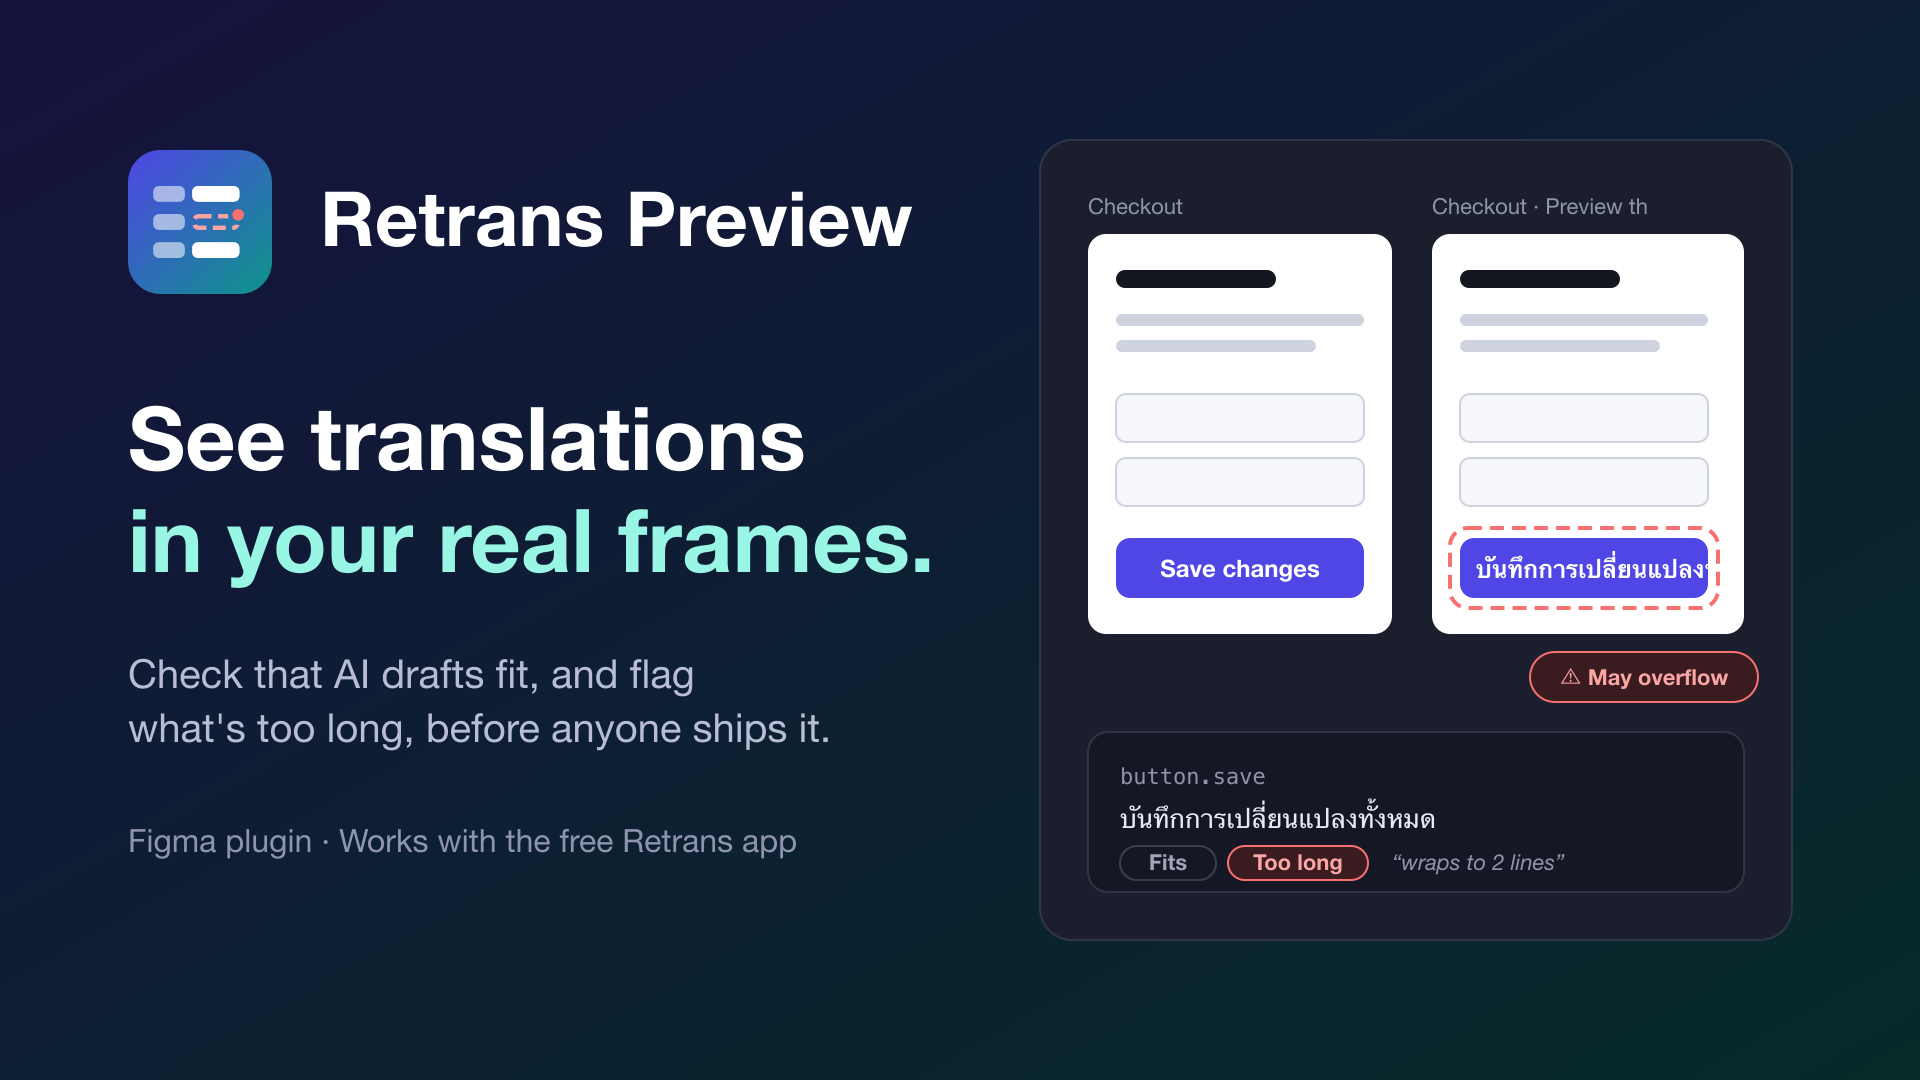 Retrans Preview
See translations
in your real frames.
Check that AI drafts fit, and flag
what's too long, before anyone ships it.
Figma plugin · Works with the free Retrans app
Checkout
Save changes
Checkout · Preview th
บันทึกการเปลี่ยนแปลง
⚠ May overflow
button.save
บันทึกการเปลี่ยนแปลงทั้งหมด
Fits
Too long
“wraps to 2 lines”